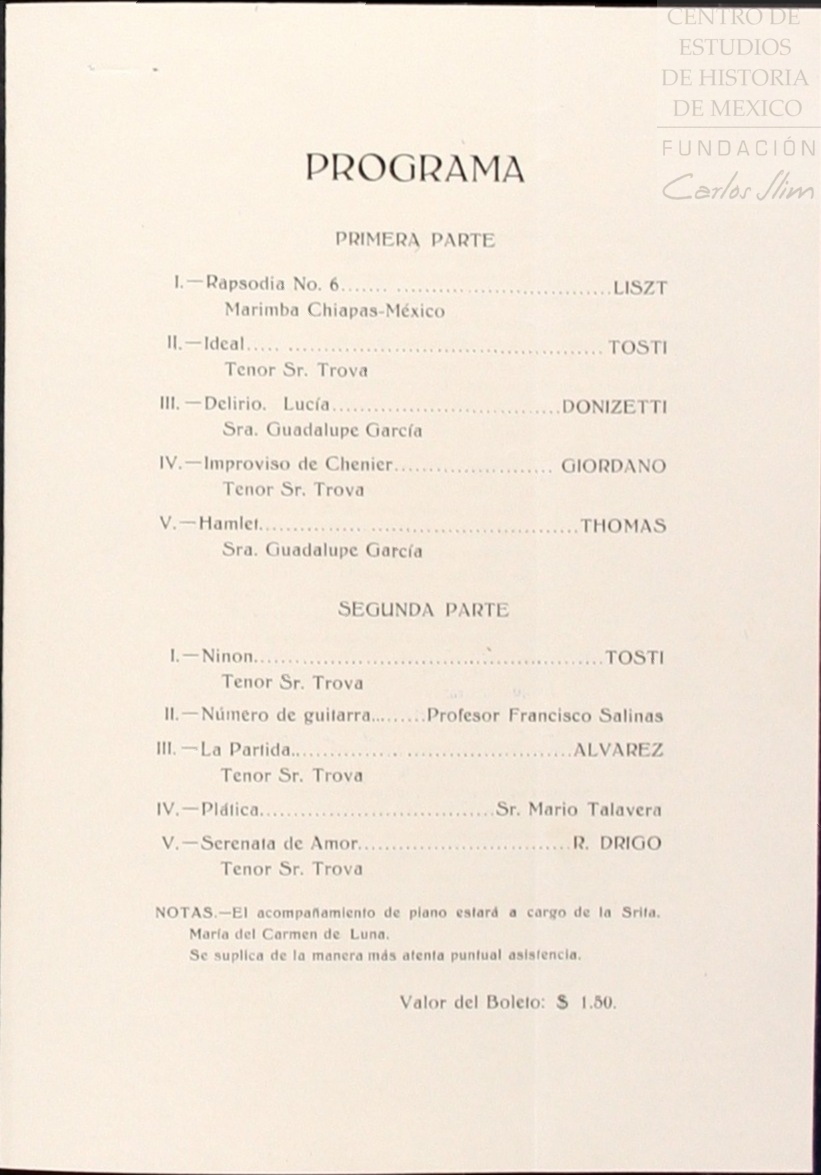 CENTRO DE
ESTUDIOS
DE HISTORIA
DE MEXICO
FUNDACIÓN
Carlos Slim
PROGRAMA
PRIMERA PARTE
I.—Rapsodia No. 6....... ................................LISZT
Marimba Chiapas-México
II.—Ideal..... .............................................. TOSTI
Tenor Sr. Trova
III.—Delirio. Lucía.................................DONIZETTI
Sra. Guadalupe García
IV.—Improviso de Chenier....................... GIORDANO
Tenor Sr. Trova
V.—Hamlet............... ...............................THOMAS
Sra. Guadalupe García
SEGUNDA PARTE
I.—Ninon....................................................TOSTI
Tenor Sr. Trova
II.—Número de guitarra........Profesor Francisco Salinas
III.—La Partida.........................................ALVAREZ
Tenor Sr. Trova
IV.—Plática..................................Sr. Mario Talavera
V.—Serenata de Amor...............................R. DRIGO
Tenor Sr. Trova
NOTAS.—El acompañamiento de piano estará a cargo de la Srita.
María del Carmen de Luna.
Se suplica de la manera más atenta puntual asistencia.
Valor del Boleto: $ 1.50.